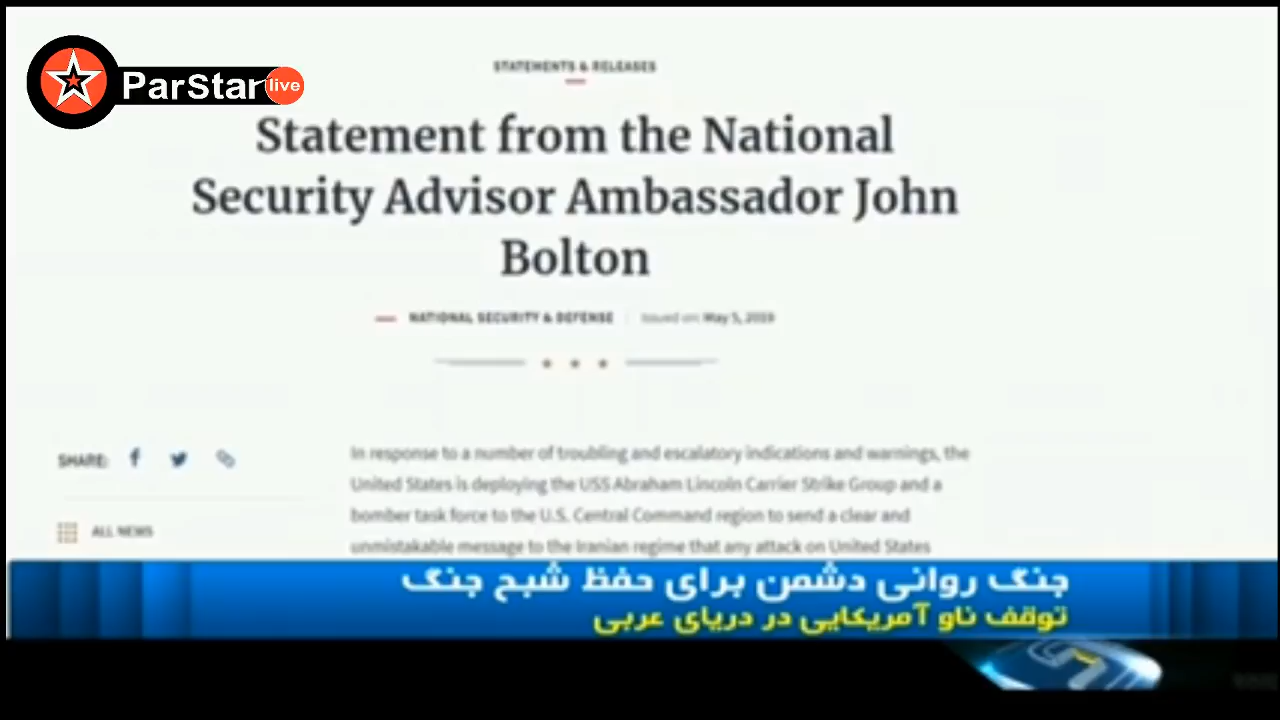 ParStar live
STATEMENTS & RELEASES
Statement from the National
Security Advisor Ambassador John
Bolton
NATIONAL SECURITY & DEFENSE
Issued on: May 5, 2019
SHARE:
ALL NEWS
In response to a number of troubling and escalatory indications and warnings, the
United States is deploying the USS Abraham Lincoln Carrier Strike Group and a
bomber task force to the U.S. Central Command region to send a clear and
unmistakable message to the Iranian regime that any attack on United States
جنگ روانی دشمن برای حفظ شبح جنگ
توقف ناو آمریکایی در دریای عربی